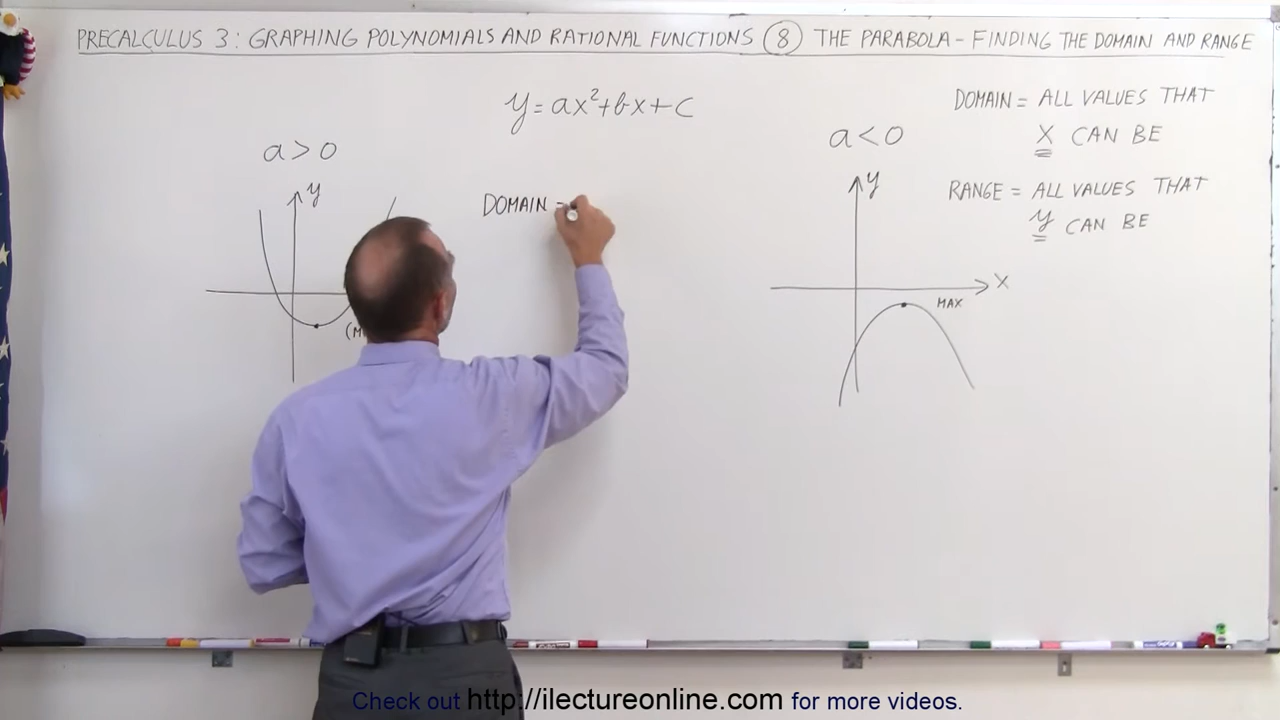 PRECALCULUS 3: GRAPHING POLYNOMIALS AND RATIONAL FUNCTIONS (8) THE PARABOLA - FINDING THE DOMAIN AND RANGE
y = ax²+bx+c
a > 0
y
DOMAIN =
a < 0
y
x
MAX
DOMAIN = ALL VALUES THAT
X CAN BE
RANGE = ALL VALUES THAT
y CAN BE
Check out http://ilectureonline.com for more videos.